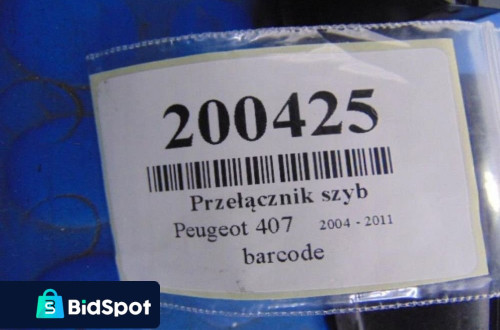 200425
Przełącznik szyb
Peugeot 407 2004 - 2011
barcode
BidSpot